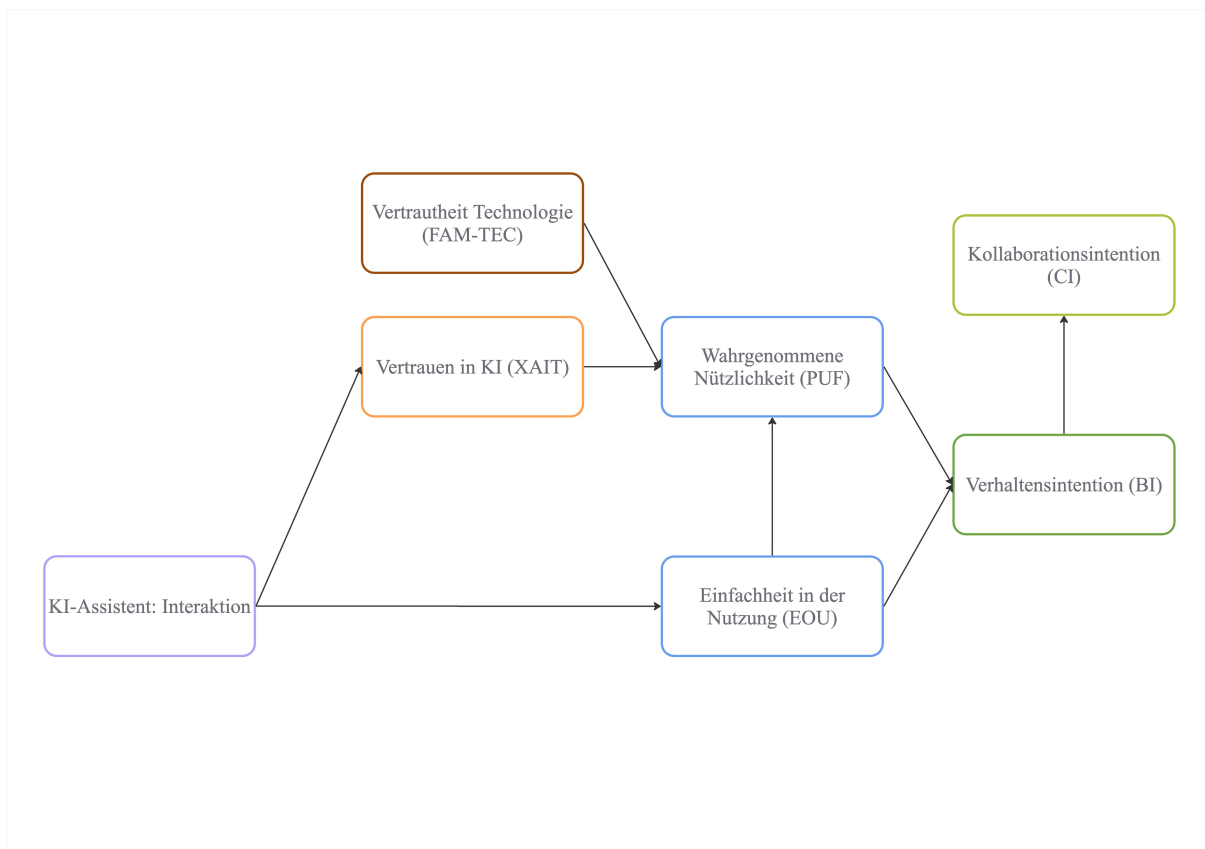 Vertrautheit Technologie
(FAM-TEC)
Kollaborationsintention
(CI)
Vertrauen in KI (XAIT)
Wahrgenommene
Nützlichkeit (PUF)
Verhaltensintention (BI)
KI-Assistent: Interaktion
Einfachheit in der
Nutzung (EOU)